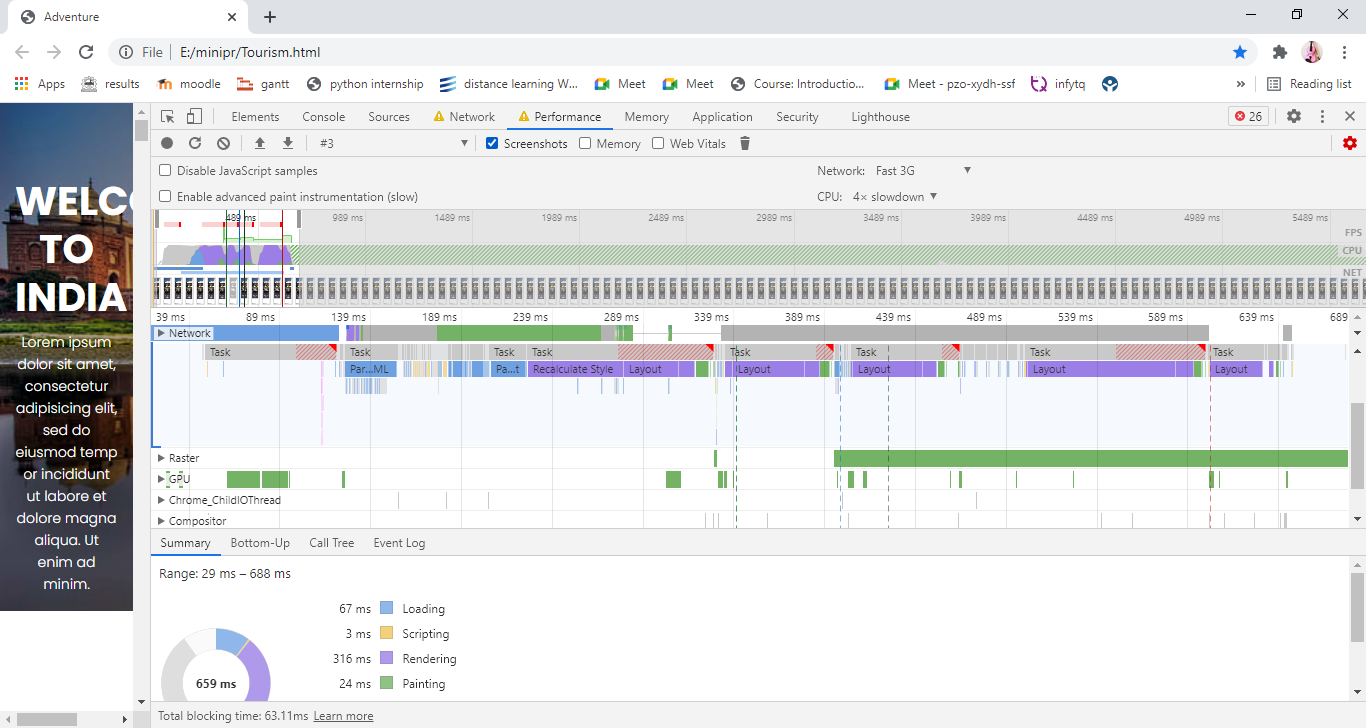 Adventure
File E:/minipr/Tourism.html
Apps results moodle gantt python internship distance learning W... Meet Meet Course: Introductio... Meet - pzo-xydh-ssf infytq » Reading list
Elements Console Sources Network Performance Memory Application Security Lighthouse 26
#3 Screenshots Memory Web Vitals
Disable JavaScript samples Network: Fast 3G
Enable advanced paint instrumentation (slow) CPU: 4× slowdown
489 ms 989 ms 1489 ms 1989 ms 2489 ms 2989 ms 3489 ms 3989 ms 4489 ms 4989 ms 5489 ms
FPS
CPU
NET
39 ms 89 ms 139 ms 189 ms 239 ms 289 ms 339 ms 389 ms 439 ms 489 ms 539 ms 589 ms 639 ms 689
Network
Task Task Task Task Task Task Task Task
Par...ML Pa...t Recalculate Style Layout Layout Layout Layout Layout
Raster
GPU
Chrome_ChildIOThread
Compositor
Summary Bottom-Up Call Tree Event Log
Range: 29 ms – 688 ms
67 ms Loading
3 ms Scripting
316 ms Rendering
24 ms Painting
659 ms
Total blocking time: 63.11ms Learn more
WELCO
TO
INDIA
Lorem ipsum
dolor sit amet,
consectetur
adipisicing elit,
sed do
eiusmod temp
or incididunt
ut labore et
dolore magna
aliqua. Ut
enim ad
minim.